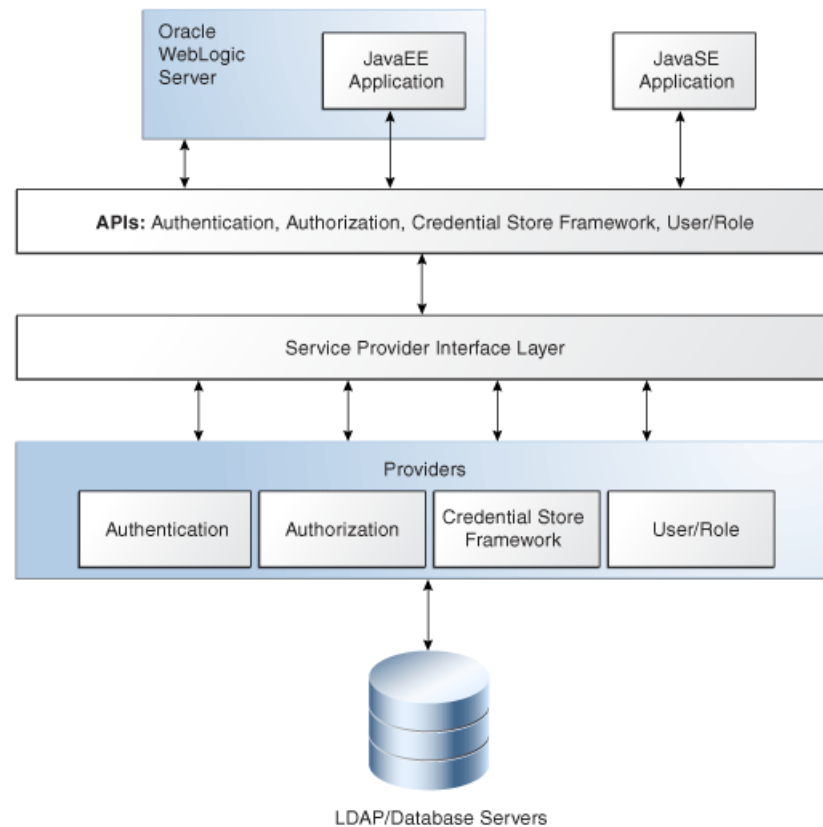 Oracle
WebLogic
Server
JavaEE
Application
JavaSE
Application
APIs: Authentication, Authorization, Credential Store Framework, User/Role
Service Provider Interface Layer
Providers
Authentication
Authorization
Credential Store
Framework
User/Role
LDAP/Database Servers